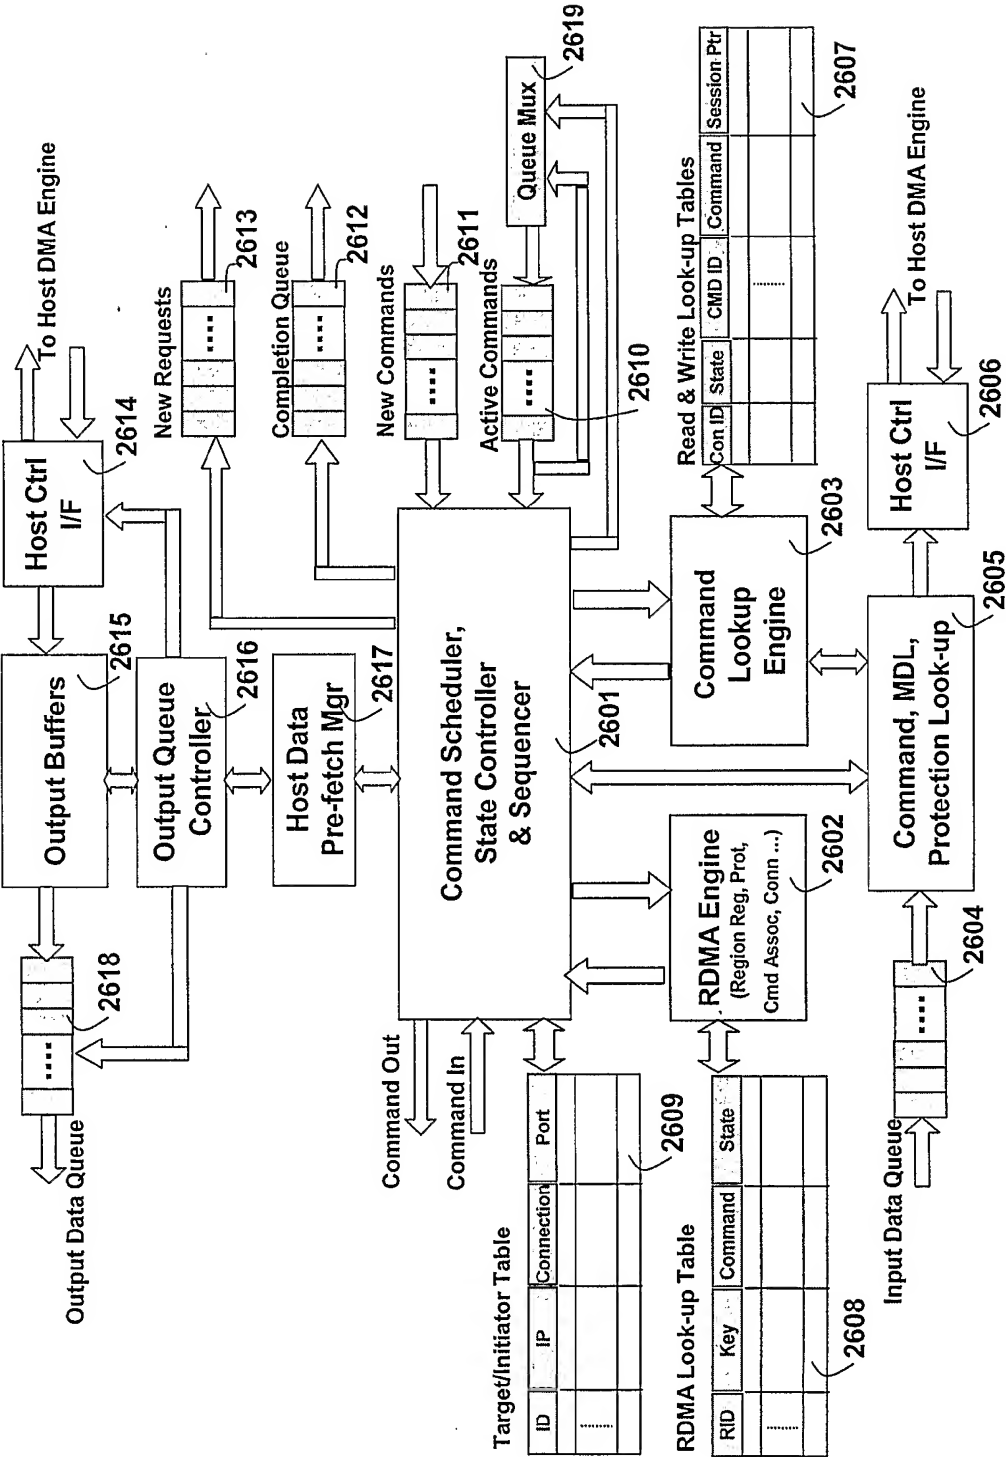 Output Data Queue
2618
Output Buffers
2615
Host Ctrl
I/F
2614
To Host DMA Engine
Output Queue
Controller
2616
New Requests
2613
Host Data
Pre-fetch Mgr
2617
Completion Queue
2612
Command Out
Command In
Command Scheduler,
State Controller
& Sequencer
2601
New Commands
2611
Active Commands
2610
Queue Mux
2619
Target/Initiator Table
ID
IP
Connection
Port
2609
RDMA Look-up Table
RID
Key
Command
State
2608
RDMA Engine
(Region Reg, Prot,
Cmd Assoc, Conn ...)
2602
Command
Lookup
Engine
2603
Read & Write Look-up Tables
Con ID
State
CMD ID
Command
Session Ptr
2607
Input Data Queue
2604
Command, MDL,
Protection Look-up
2605
Host Ctrl
I/F
2606
To Host DMA Engine